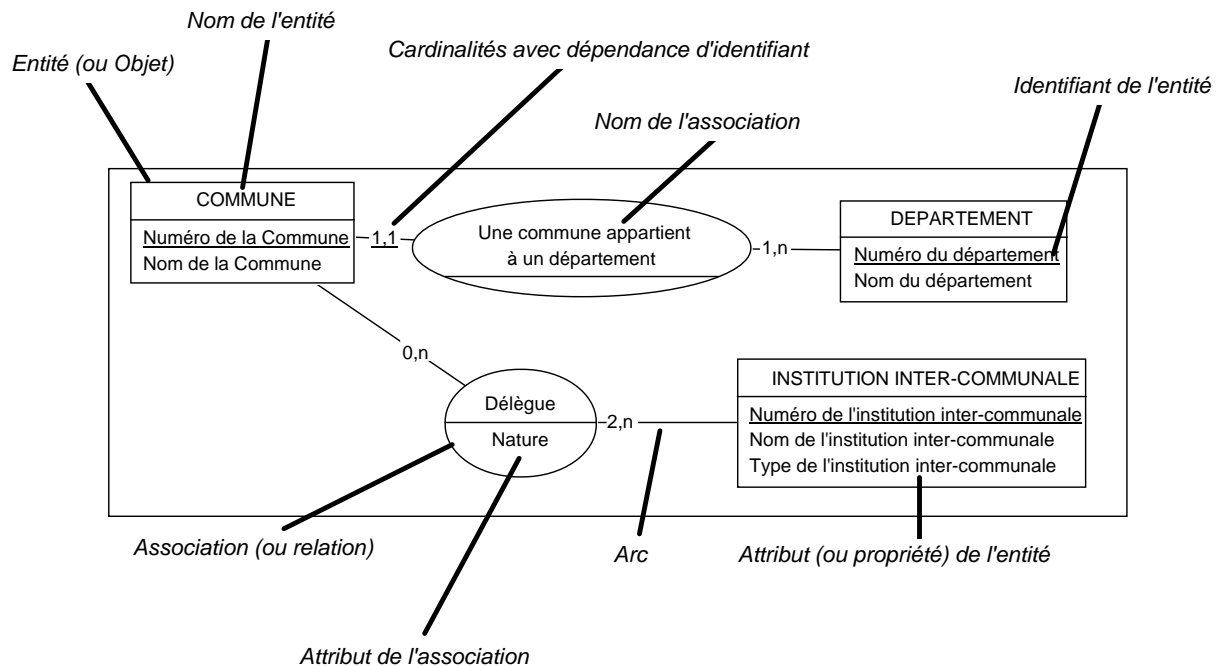 Nom de l'entité
Cardinalités avec dépendance d'identifiant
Entité (ou Objet)
Identifiant de l'entité
Nom de l'association
COMMUNE
Numéro de la Commune
Nom de la Commune
1,1
Une commune appartient
à un département
1,n
DEPARTEMENT
Numéro du département
Nom du département
0,n
Délègue
Nature
2,n
INSTITUTION INTER-COMMUNALE
Numéro de l'institution inter-communale
Nom de l'institution inter-communale
Type de l'institution inter-communale
Association (ou relation)
Arc
Attribut (ou propriété) de l'entité
Attribut de l'association